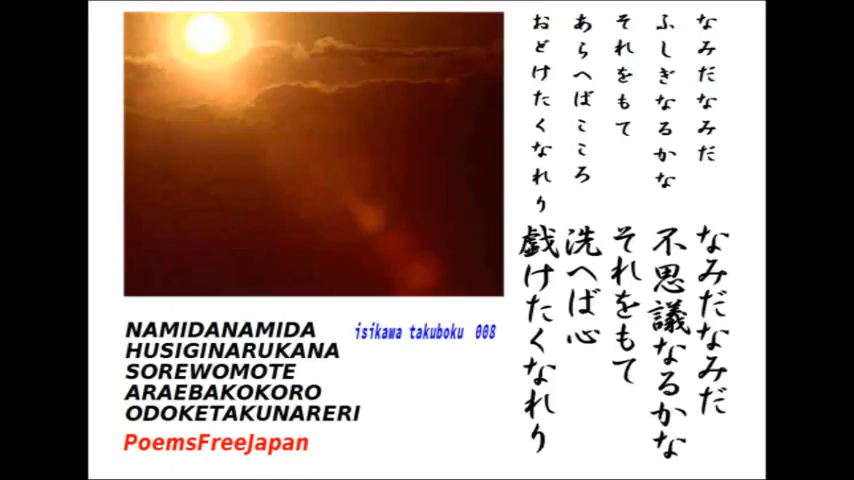 なみだなみだ
ふしぎなるかな
それをもて
あらへばこころ
おどけたくなれり
なみだなみだ
不思議なるかな
それをもて
洗へば心
戯けたくなれり
NAMIDANAMIDA
HUSIGINARUKANA
SOREWOMOTE
ARAEBAKOKORO
ODOKETAKUNARERI
isikawa takuboku 008
PoemsFreeJapan